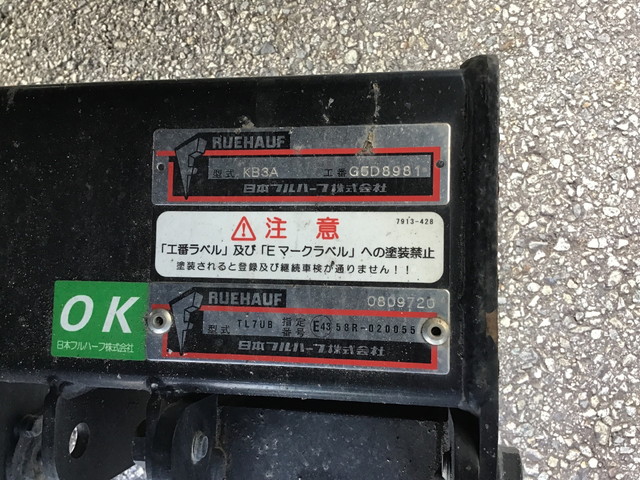 RUEHAUF
型式 KB3A 工番 G5D8981
日本フルハーフ株式会社
7913-428
⚠注意
「工番ラベル」及び「Eマークラベル」への塗装禁止
塗装されると登録及び継続車検が通りません!!
RUEHAUF 0809720
型式 TL7UB 指定番号 E43 58R-020955
日本フルハーフ株式会社
OK
日本フルハーフ株式会社